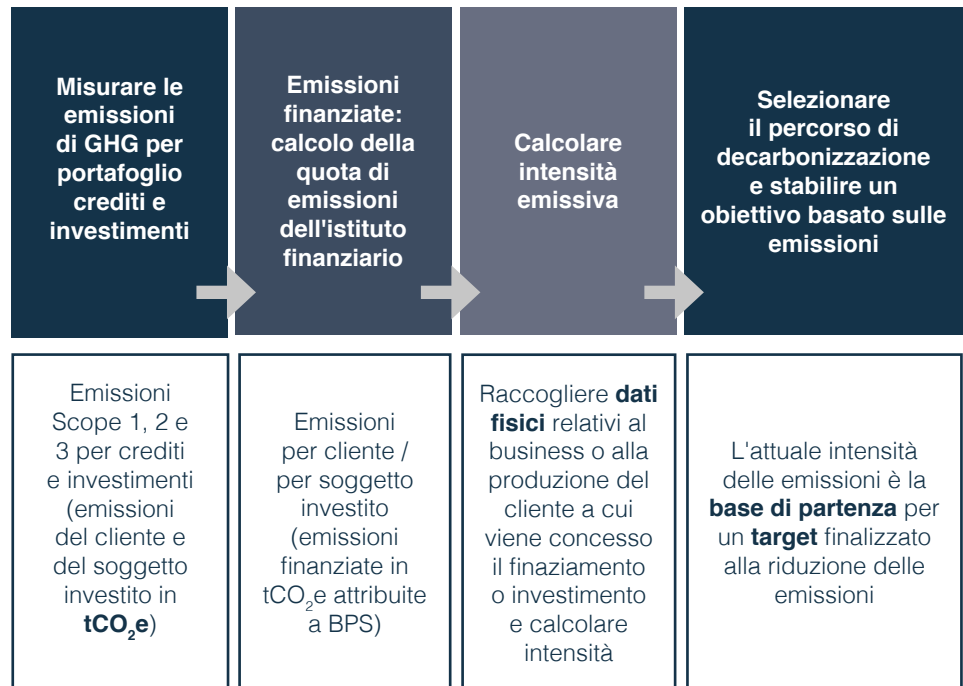 Misurare le
emissioni
di GHG per
portafoglio
crediti e
investimenti
Emissioni
finanziate:
calcolo della
quota di
emissioni
dell'istituto
finanziario
Calcolare
intensità
emissiva
Selezionare
il percorso di
decarbonizzazione
e stabilire un
obiettivo basato sulle
emissioni
Emissioni
Scope 1, 2 e
3 per crediti
e investimenti
(emissioni
del cliente e
del soggetto
investito in
tCO₂e)
Emissioni
per cliente /
per soggetto
investito
(emissioni
finanziate in
tCO₂e attribuite
a BPS)
Raccogliere dati
fisici relativi al
business o alla
produzione del
cliente a cui
viene concesso
il finaziamento
o investimento
e calcolare
intensità
L'attuale intensità
delle emissioni è la
base di partenza per
un target finalizzato
alla riduzione delle
emissioni